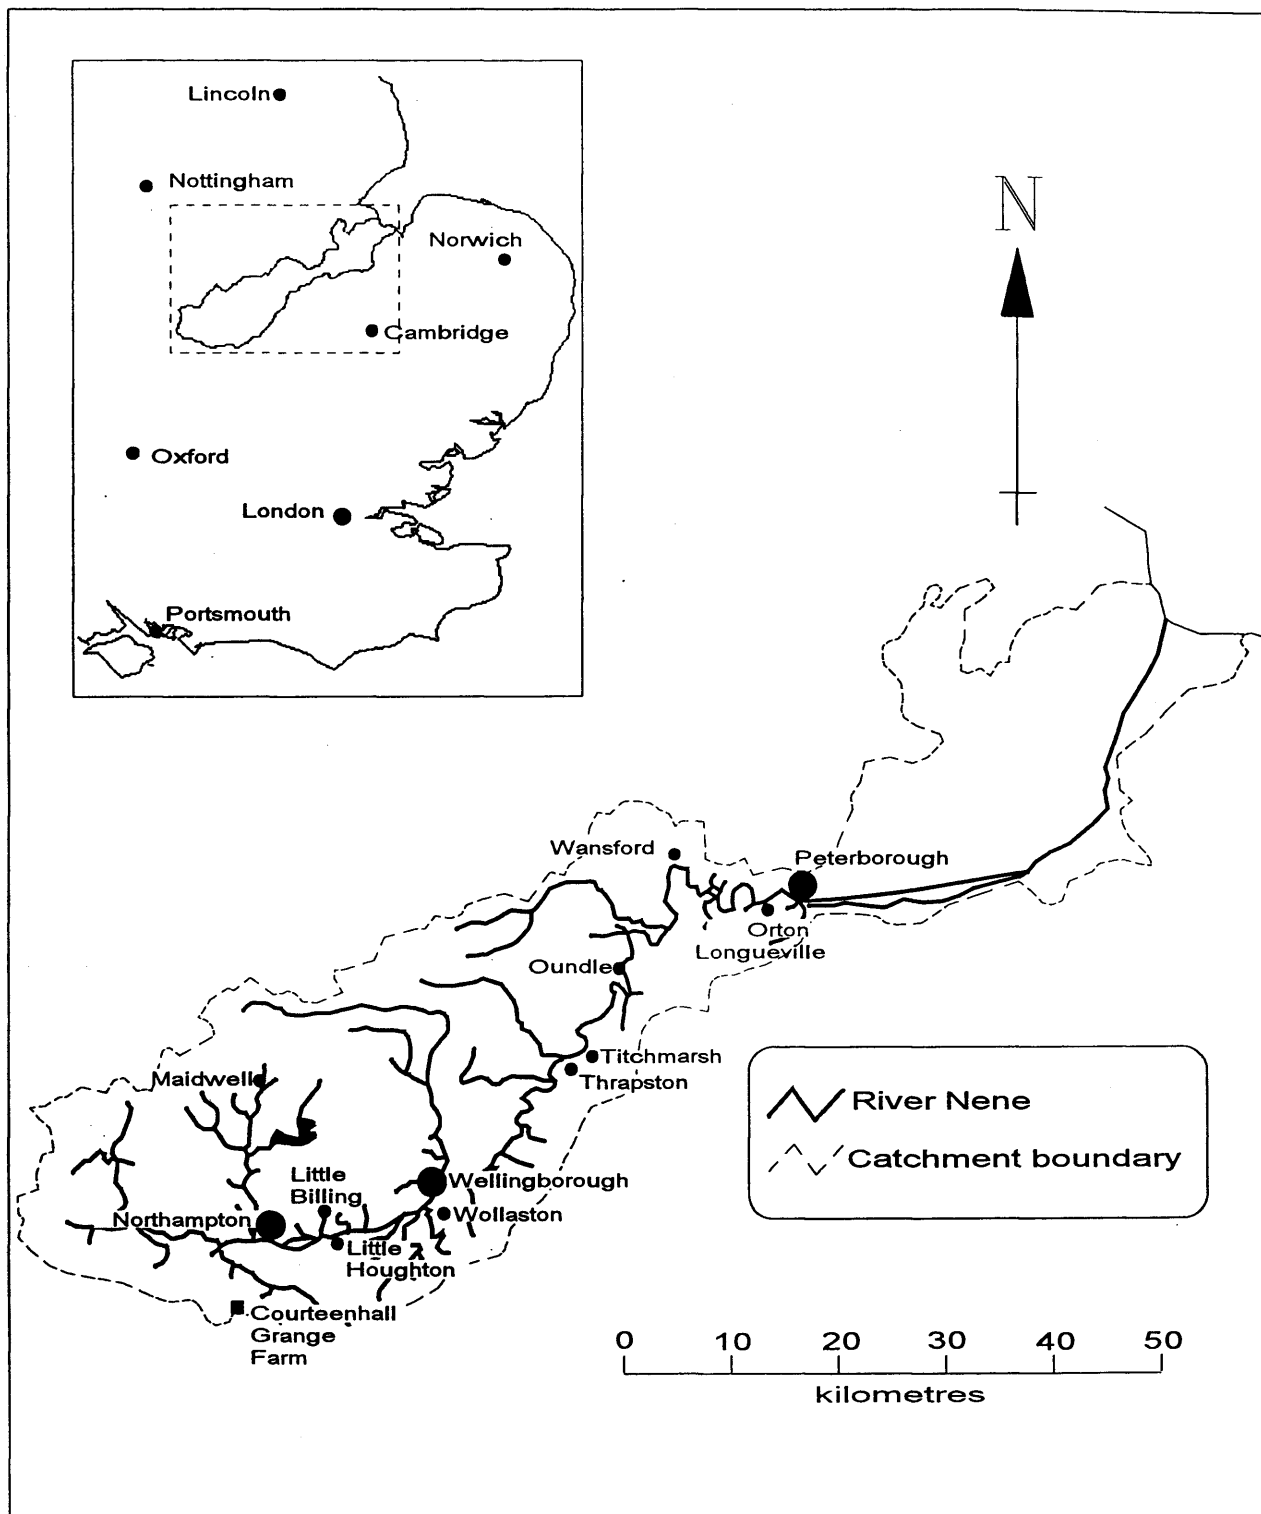 Lincoln
Nottingham
Norwich
Cambridge
Oxford
London
Portsmouth
N
Wansford
Peterborough
Orton
Longueville
Oundle
Titchmarsh
Thrapston
Maidwell
Little
Billing
Wellingborough
Northampton
Wollaston
Little
Houghton
Courteenhall
Grange
Farm
River Nene
Catchment boundary
0 10 20 30 40 50
kilometres